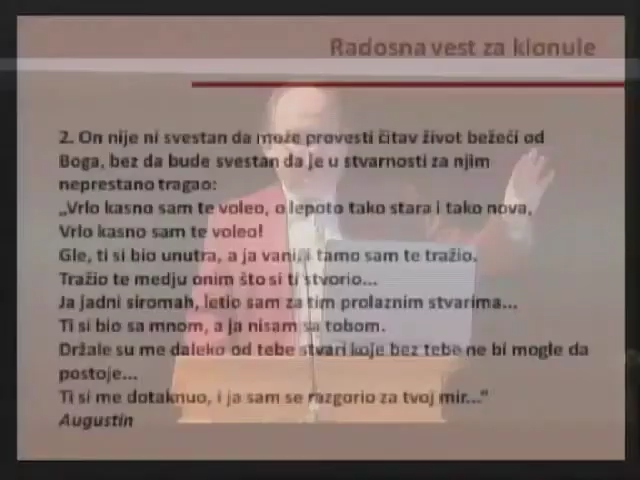 Radosna vest za klonule
2. On nije ni svestan da može provesti čitav život bežeći od
Boga, bez da bude svestan da je u stvarnosti za njim
neprestano tragao:
„Vrlo kasno sam te voleo, o lepoto tako stara i tako nova,
Vrlo kasno sam te voleo!
Gle, ti si bio unutra, a ja vani, i tamo sam te tražio.
Tražio te medju onim što si ti stvorio...
Ja jadni siromah, letio sam za tim prolaznim stvarima...
Ti si bio sa mnom, a ja nisam sa tobom.
Držale su me daleko od tebe stvari koje bez tebe ne bi mogle da
postoje...
Ti si me dotaknuo, i ja sam se razgorio za tvoj mir...“
Augustin